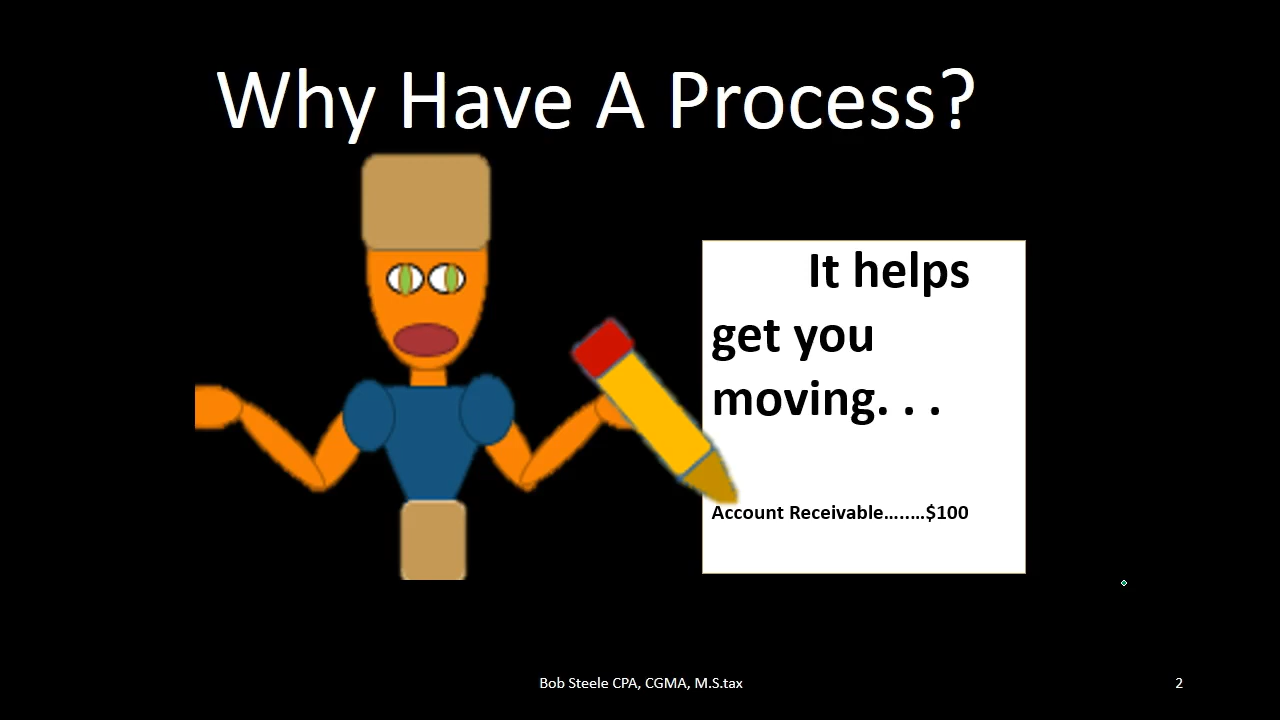 Why Have A Process?
It helps
get you
moving. . .
Account Receivable........$100
Bob Steele CPA, CGMA, M.S.tax
2